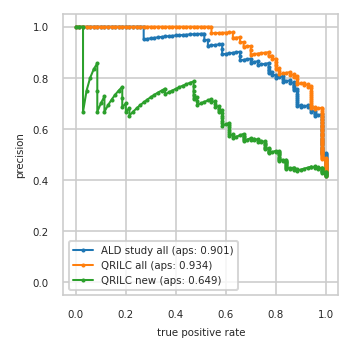 1.0
0.8
0.6
0.4
0.2
0.0
precision
ALD study all (aps: 0.901)
QRILC all (aps: 0.934)
QRILC new (aps: 0.649)
0.0 0.2 0.4 0.6 0.8 1.0
true positive rate